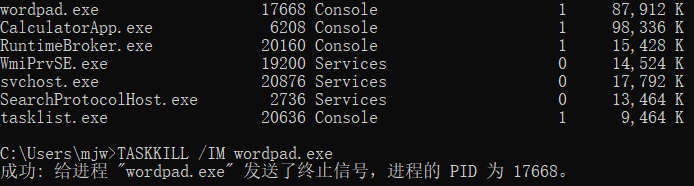 wordpad.exe 17668 Console 1 87,912 K
CalculatorApp.exe 6208 Console 1 98,336 K
RuntimeBroker.exe 20160 Console 1 15,428 K
WmiPrvSE.exe 19200 Services 0 14,524 K
svchost.exe 20876 Services 0 17,792 K
SearchProtocolHost.exe 2736 Services 0 13,464 K
tasklist.exe 20636 Console 1 9,464 K
C:\Users\mjw>TASKKILL /IM wordpad.exe
成功: 给进程 "wordpad.exe" 发送了终止信号，进程的 PID 为 17668。